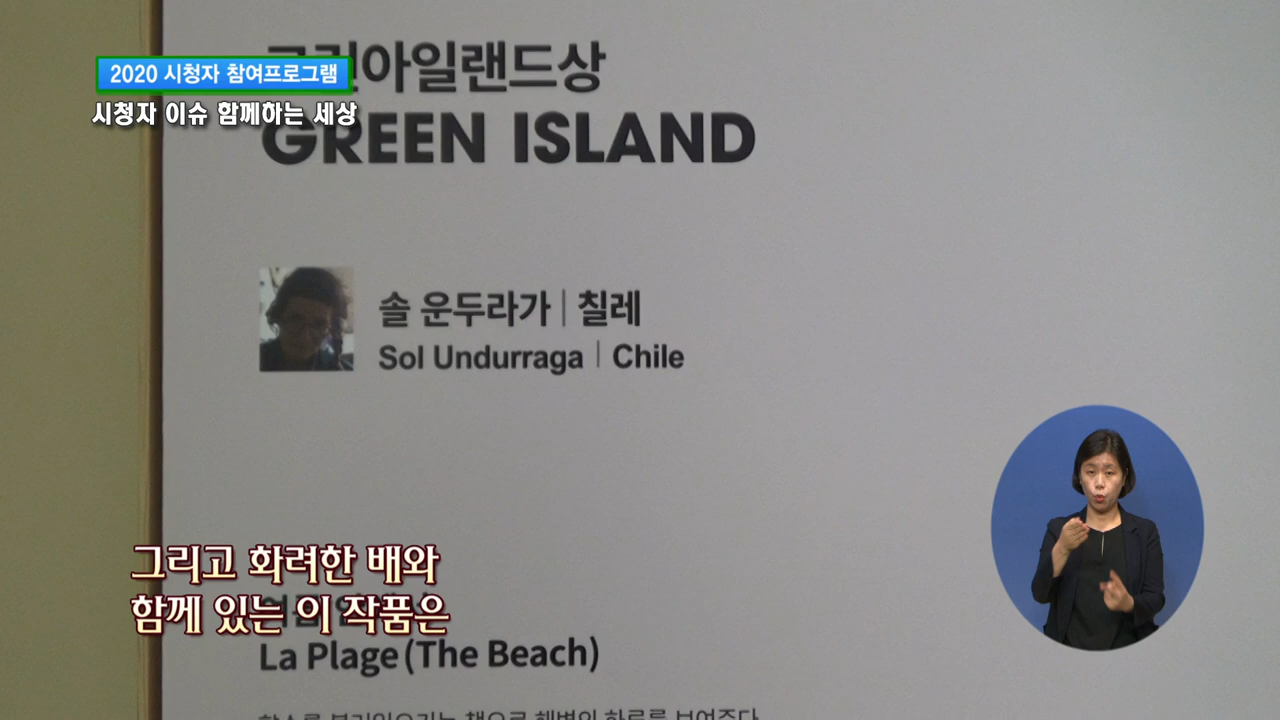 2020 시청자 참여프로그램
시청자 이슈 함께하는 세상
그린아일랜드상
GREEN ISLAND
솔 운두라가 | 칠레
Sol Undurraga | Chile
그리고 화려한 배와
함께 있는 이 작품은
La Plage (The Beach)